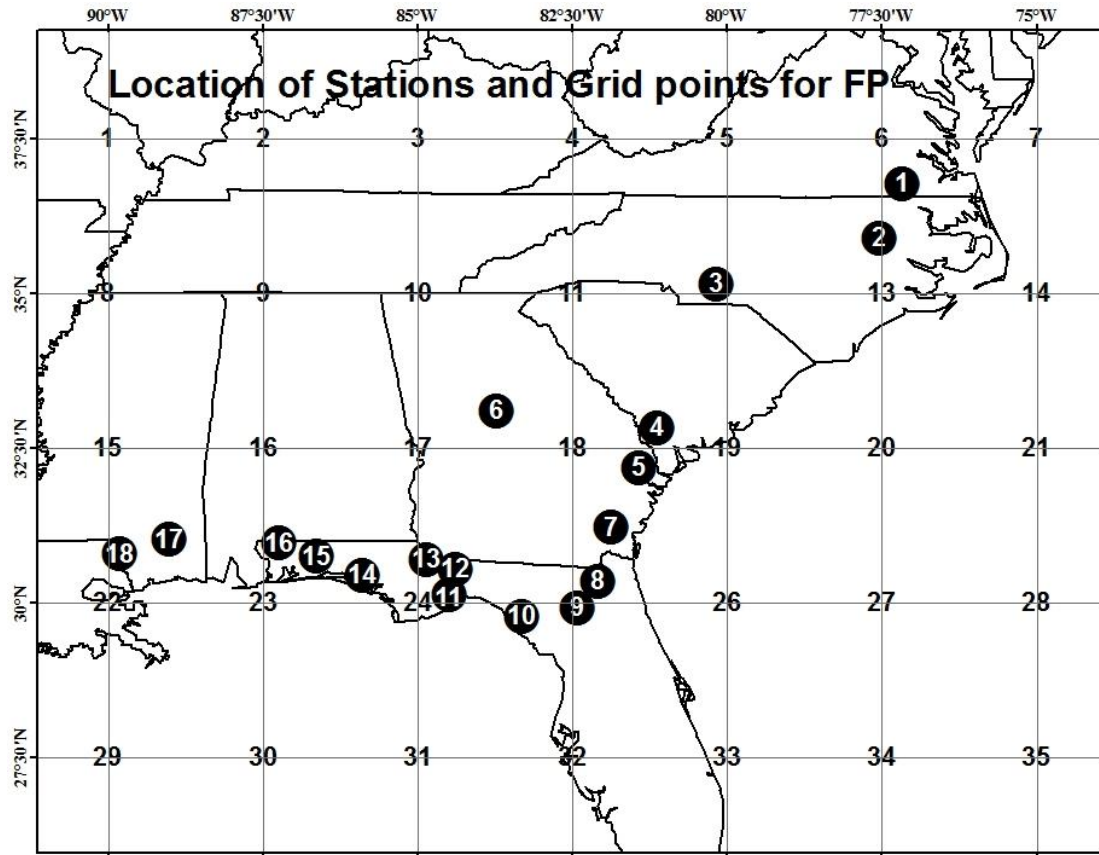 90°W 87°30'W 85°W 82°30'W 80°W 77°30'W 75°W
Location of Stations and Grid points for FP
37°30'N 1 2 3 4 5 6 7
1
2
3
35°N 8 9 10 11 13 14
6
4
32°30'N 15 16 17 18 19 20 21
5
7
18 17 16 15 14 13 12 8
30°N 22 23 24 11 10 9 26 27 28
27°30'N 29 30 31 32 33 34 35